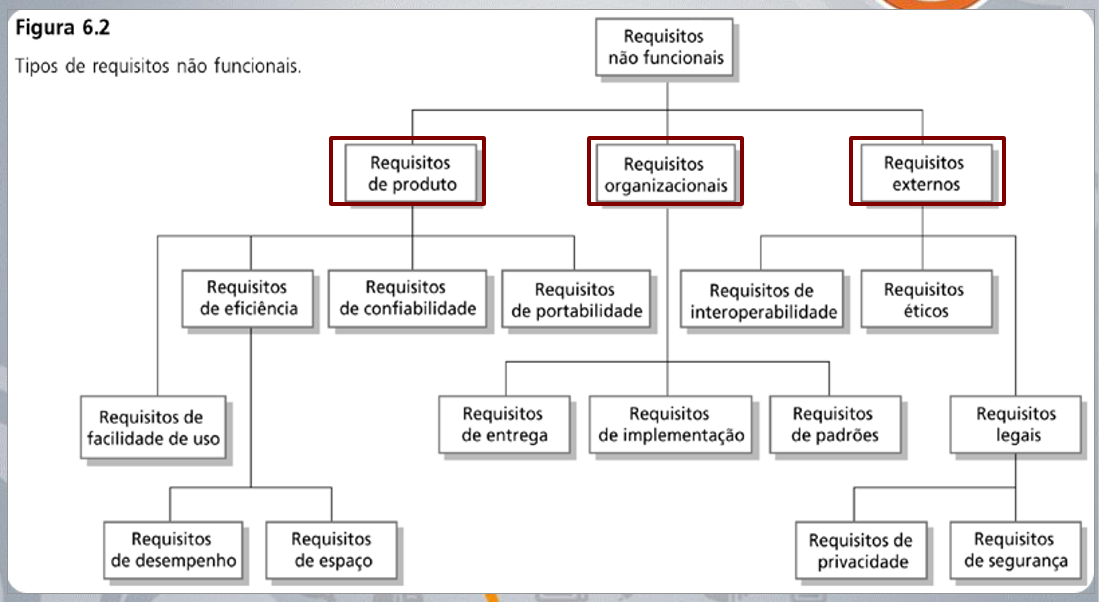 Figura 6.2
Tipos de requisitos não funcionais.
Requisitos
não funcionais
Requisitos
de produto
Requisitos
organizacionais
Requisitos
externos
Requisitos
de eficiência
Requisitos
de confiabilidade
Requisitos
de portabilidade
Requisitos de
interoperabilidade
Requisitos
éticos
Requisitos de
facilidade de uso
Requisitos
de entrega
Requisitos
de implementação
Requisitos
de padrões
Requisitos
legais
Requisitos
de desempenho
Requisitos
de espaço
Requisitos de
privacidade
Requisitos
de segurança